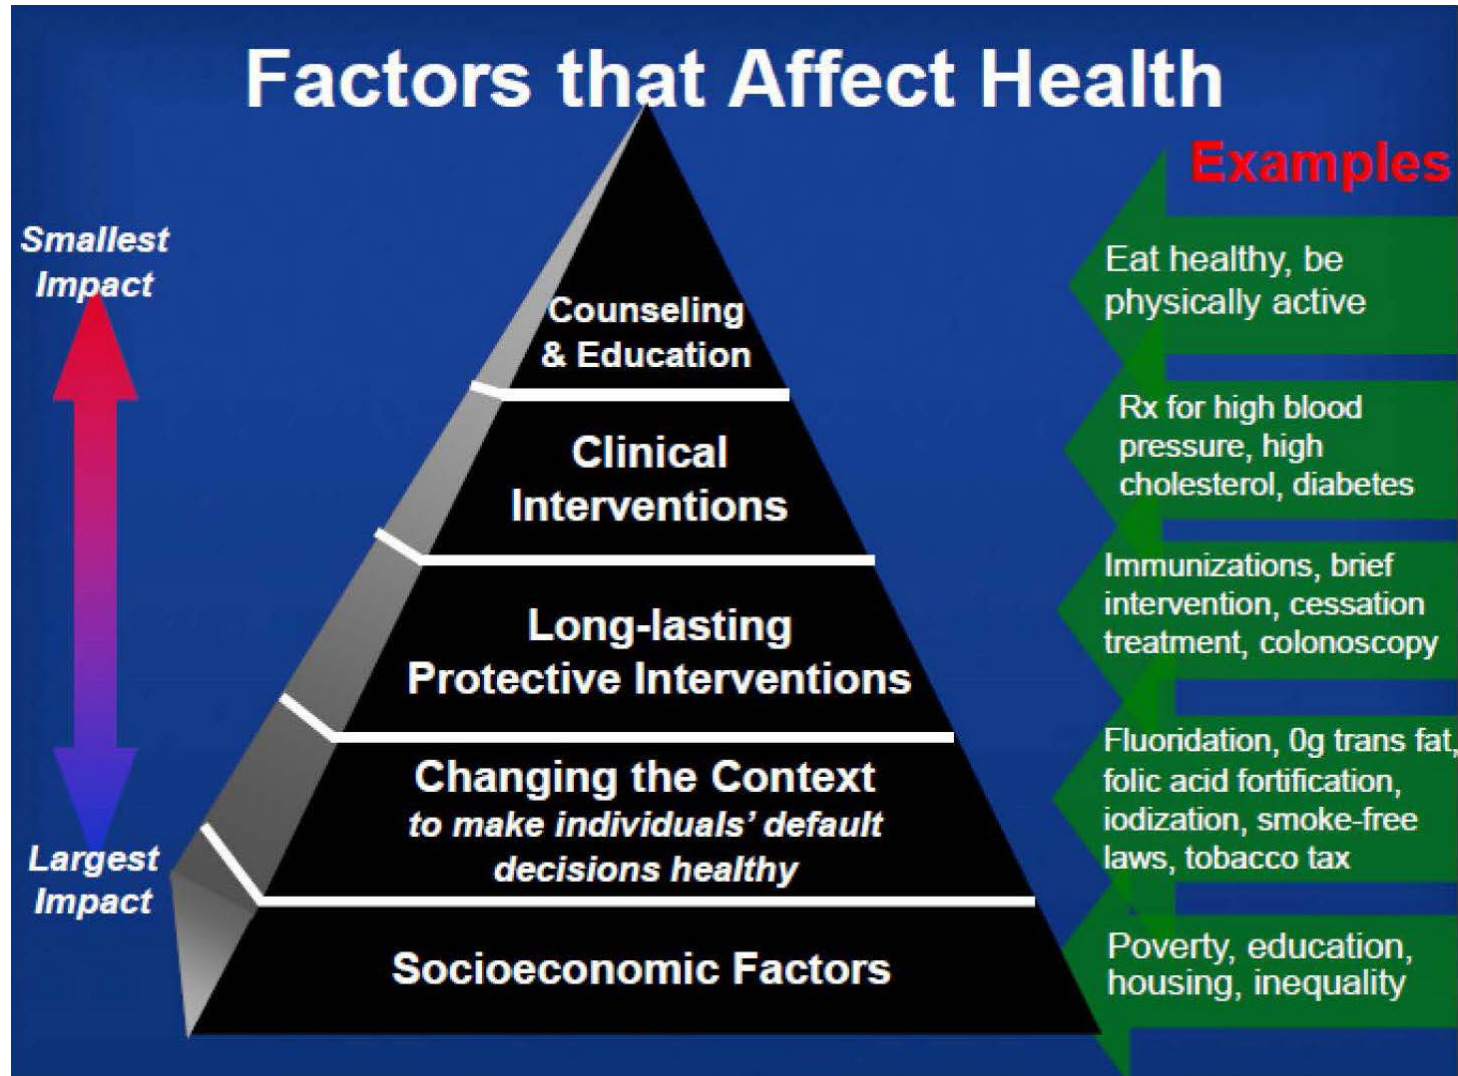 Factors that Affect Health
Examples
Smallest
Impact
Largest
Impact
Counseling
& Education
Clinical
Interventions
Long-lasting
Protective Interventions
Changing the Context
to make individuals' default
decisions healthy
Socioeconomic Factors
Eat healthy, be
physically active
Rx for high blood
pressure, high
cholesterol, diabetes
Immunizations, brief
intervention, cessation
treatment, colonoscopy
Fluoridation, 0g trans fat,
folic acid fortification,
iodization, smoke-free
laws, tobacco tax
Poverty, education,
housing, inequality